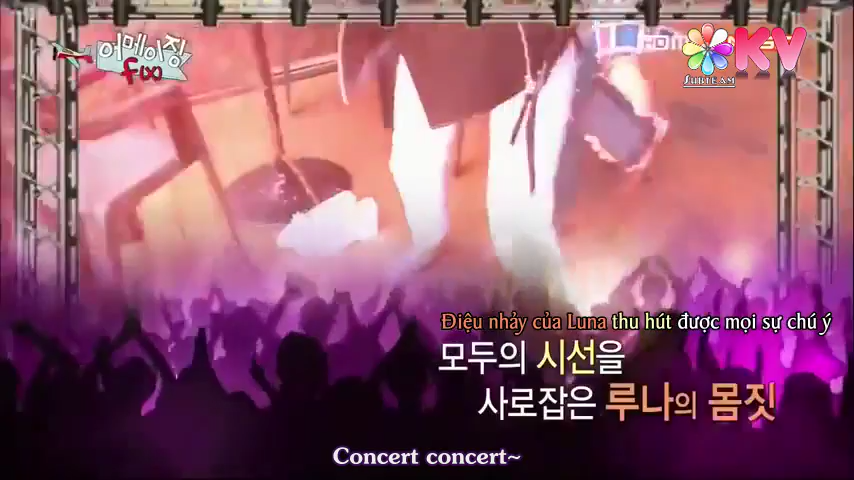 어메이징
f(x)
KV
SHRTEAM
Điệu nhảy của Luna thu hút được mọi sự chú ý
모두의 시선을
사로잡은 루나의 몸짓
Concert concert~